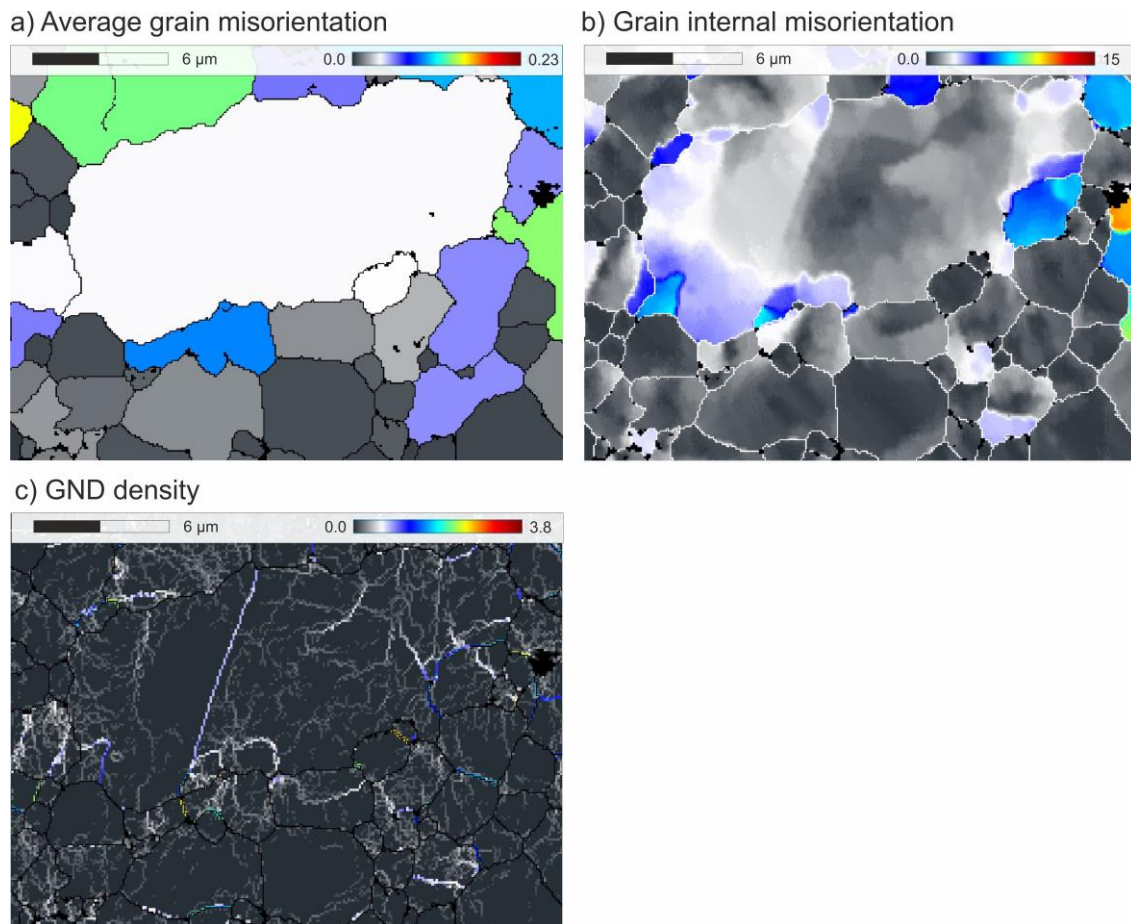 a) Average grain misorientation
b) Grain internal misorientation
6 µm
0.0
0.23
6 µm
0.0
15
c) GND density
6 µm
0.0
3.8